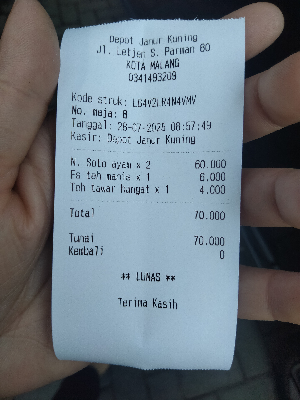 Depot Janur Kuning
Jl. Letjen S. Parman 60
KOTA MALANG
0341493209
Kode struk:
No. meja: 8
Tanggal: 26-07-2025 08:57:49
Kasir: Depot Janur Kuning
N. Soto ayam x 2 60.000
Es teh manis x 1 6.000
Teh tawar hangat x 1 4.000
Total 70.000
Tunai 70.000
Kembali 0
** LUNAS **
Terima Kasih